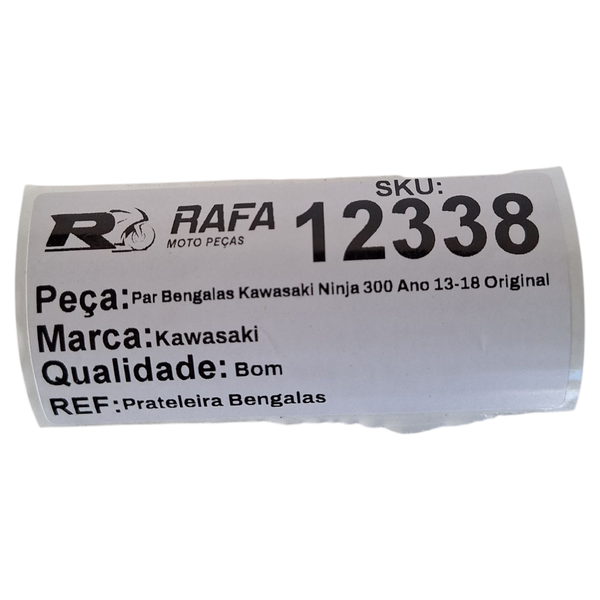 SKU:
R RAFA 12338
MOTO PEÇAS
Peça:Par Bengalas Kawasaki Ninja 300 Ano 13-18 Original
Marca:Kawasaki
Qualidade: Bom
REF:Prateleira Bengalas